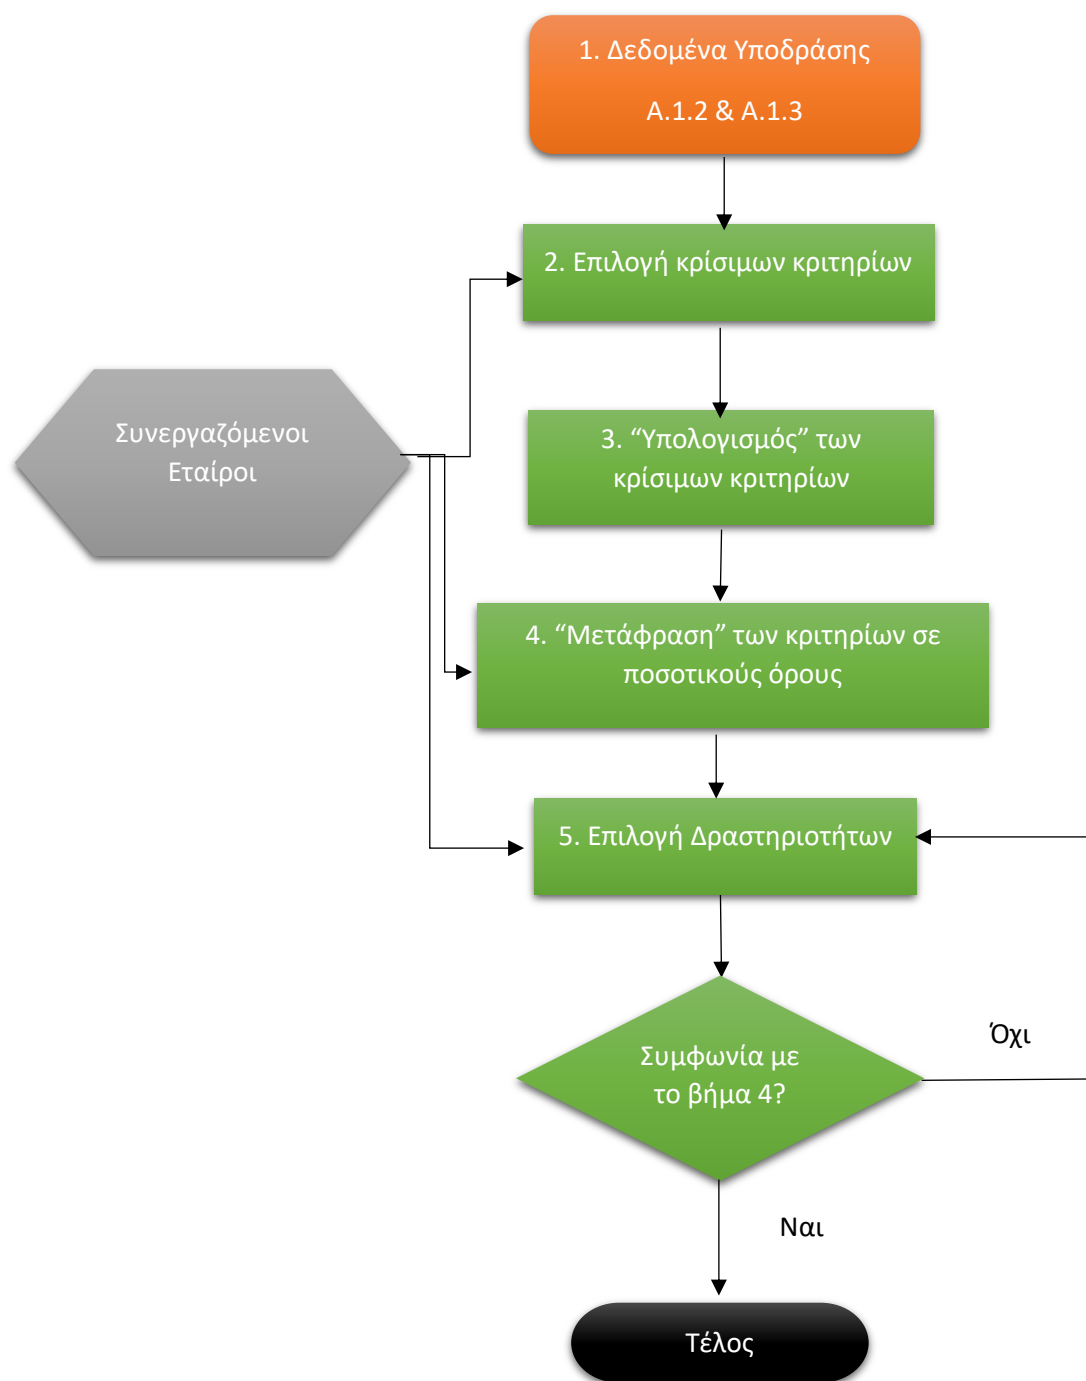 1. Δεδομένα Υποδράσης
Α.1.2 & Α.1.3
2. Επιλογή κρίσιμων κριτηρίων
Συνεργαζόμενοι
Εταίροι
3. “Υπολογισμός” των
κρίσιμων κριτηρίων
4. “Μετάφραση” των κριτηρίων σε
ποσοτικούς όρους
5. Επιλογή Δραστηριοτήτων
Συμφωνία με
το βήμα 4?
Όχι
Ναι
Τέλος